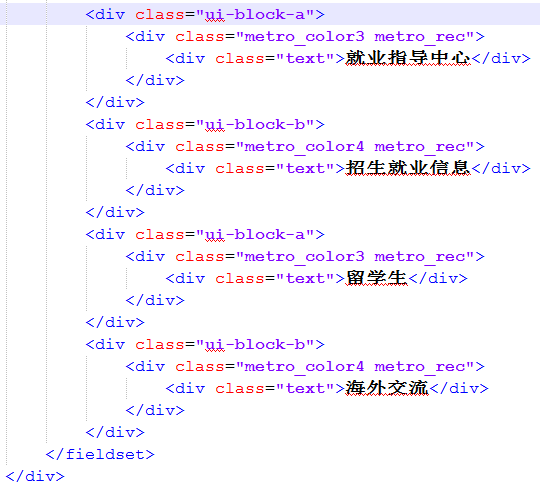 <div class="ui-block-a">
<div class="metro_color3 metro_rec">
<div class="text">就业指导中心</div>
</div>
</div>
<div class="ui-block-b">
<div class="metro_color4 metro_rec">
<div class="text">招生就业信息</div>
</div>
</div>
<div class="ui-block-a">
<div class="metro_color3 metro_rec">
<div class="text">留学生</div>
</div>
</div>
<div class="ui-block-b">
<div class="metro_color4 metro_rec">
<div class="text">海外交流</div>
</div>
</div>
</fieldset>
</div>